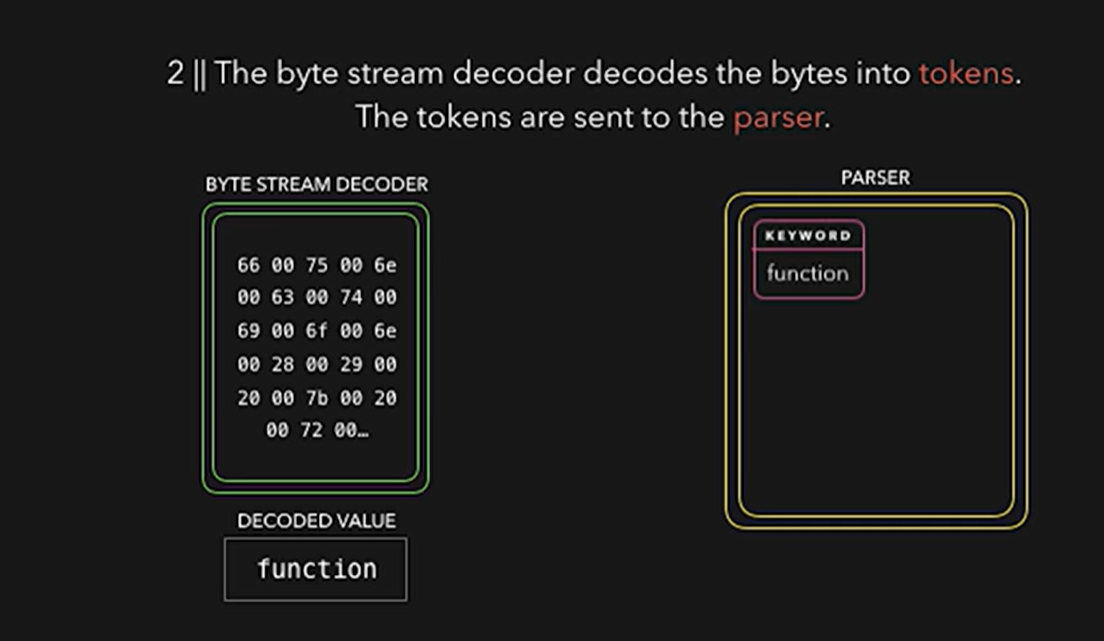 2 || The byte stream decoder decodes the bytes into tokens.
The tokens are sent to the parser.
BYTE STREAM DECODER
66 00 75 00 6e
00 63 00 74 00
69 00 6f 00 6e
00 28 00 29 00
20 00 7b 00 20
00 72 00…
DECODED VALUE
function
PARSER
KEYWORD
function